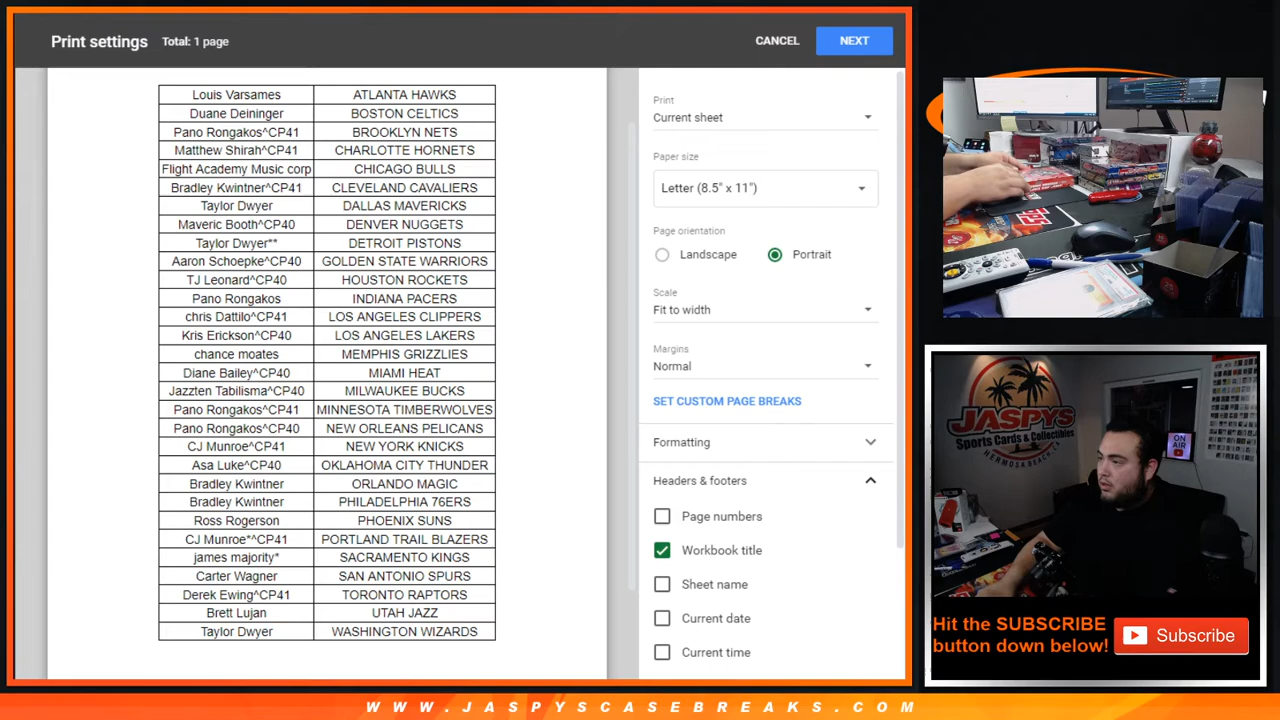 Print settings Total: 1 page CANCEL NEXT
Louis Varsames ATLANTA HAWKS
Duane Deininger BOSTON CELTICS
Pano Rongakos^CP41 BROOKLYN NETS
Matthew Shirah^CP41 CHARLOTTE HORNETS
Flight Academy Music corp CHICAGO BULLS
Bradley Kwintner^CP41 CLEVELAND CAVALIERS
Taylor Dwyer DALLAS MAVERICKS
Maveric Booth^CP40 DENVER NUGGETS
Taylor Dwyer** DETROIT PISTONS
Aaron Schoepke^CP40 GOLDEN STATE WARRIORS
TJ Leonard^CP40 HOUSTON ROCKETS
Pano Rongakos INDIANA PACERS
chris Dattilo^CP41 LOS ANGELES CLIPPERS
Kris Erickson^CP40 LOS ANGELES LAKERS
chance moates MEMPHIS GRIZZLIES
Diane Bailey^CP40 MIAMI HEAT
Jazzten Tabilisma^CP40 MILWAUKEE BUCKS
Pano Rongakos^CP41 MINNESOTA TIMBERWOLVES
Pano Rongakos^CP40 NEW ORLEANS PELICANS
CJ Munroe^CP41 NEW YORK KNICKS
Asa Luke^CP40 OKLAHOMA CITY THUNDER
Bradley Kwintner ORLANDO MAGIC
Bradley Kwintner PHILADELPHIA 76ERS
Ross Rogerson PHOENIX SUNS
CJ Munroe*^CP41 PORTLAND TRAIL BLAZERS
james majority* SACRAMENTO KINGS
Carter Wagner SAN ANTONIO SPURS
Derek Ewing^CP41 TORONTO RAPTORS
Brett Lujan UTAH JAZZ
Taylor Dwyer WASHINGTON WIZARDS
Print
Current sheet
Paper size
Letter (8.5" x 11")
Page orientation
Landscape Portrait
Scale
Fit to width
Margins
Normal
SET CUSTOM PAGE BREAKS
Formatting
Headers & footers
Page numbers
Workbook title
Sheet name
Current date
Current time
JASPYS
Sports Cards & Collectibles
HERMOSA BEACH, CA
ON
AIR
Hit the SUBSCRIBE
button down below!
Subscribe
WWW.JASPYSCASEBREAKS.COM